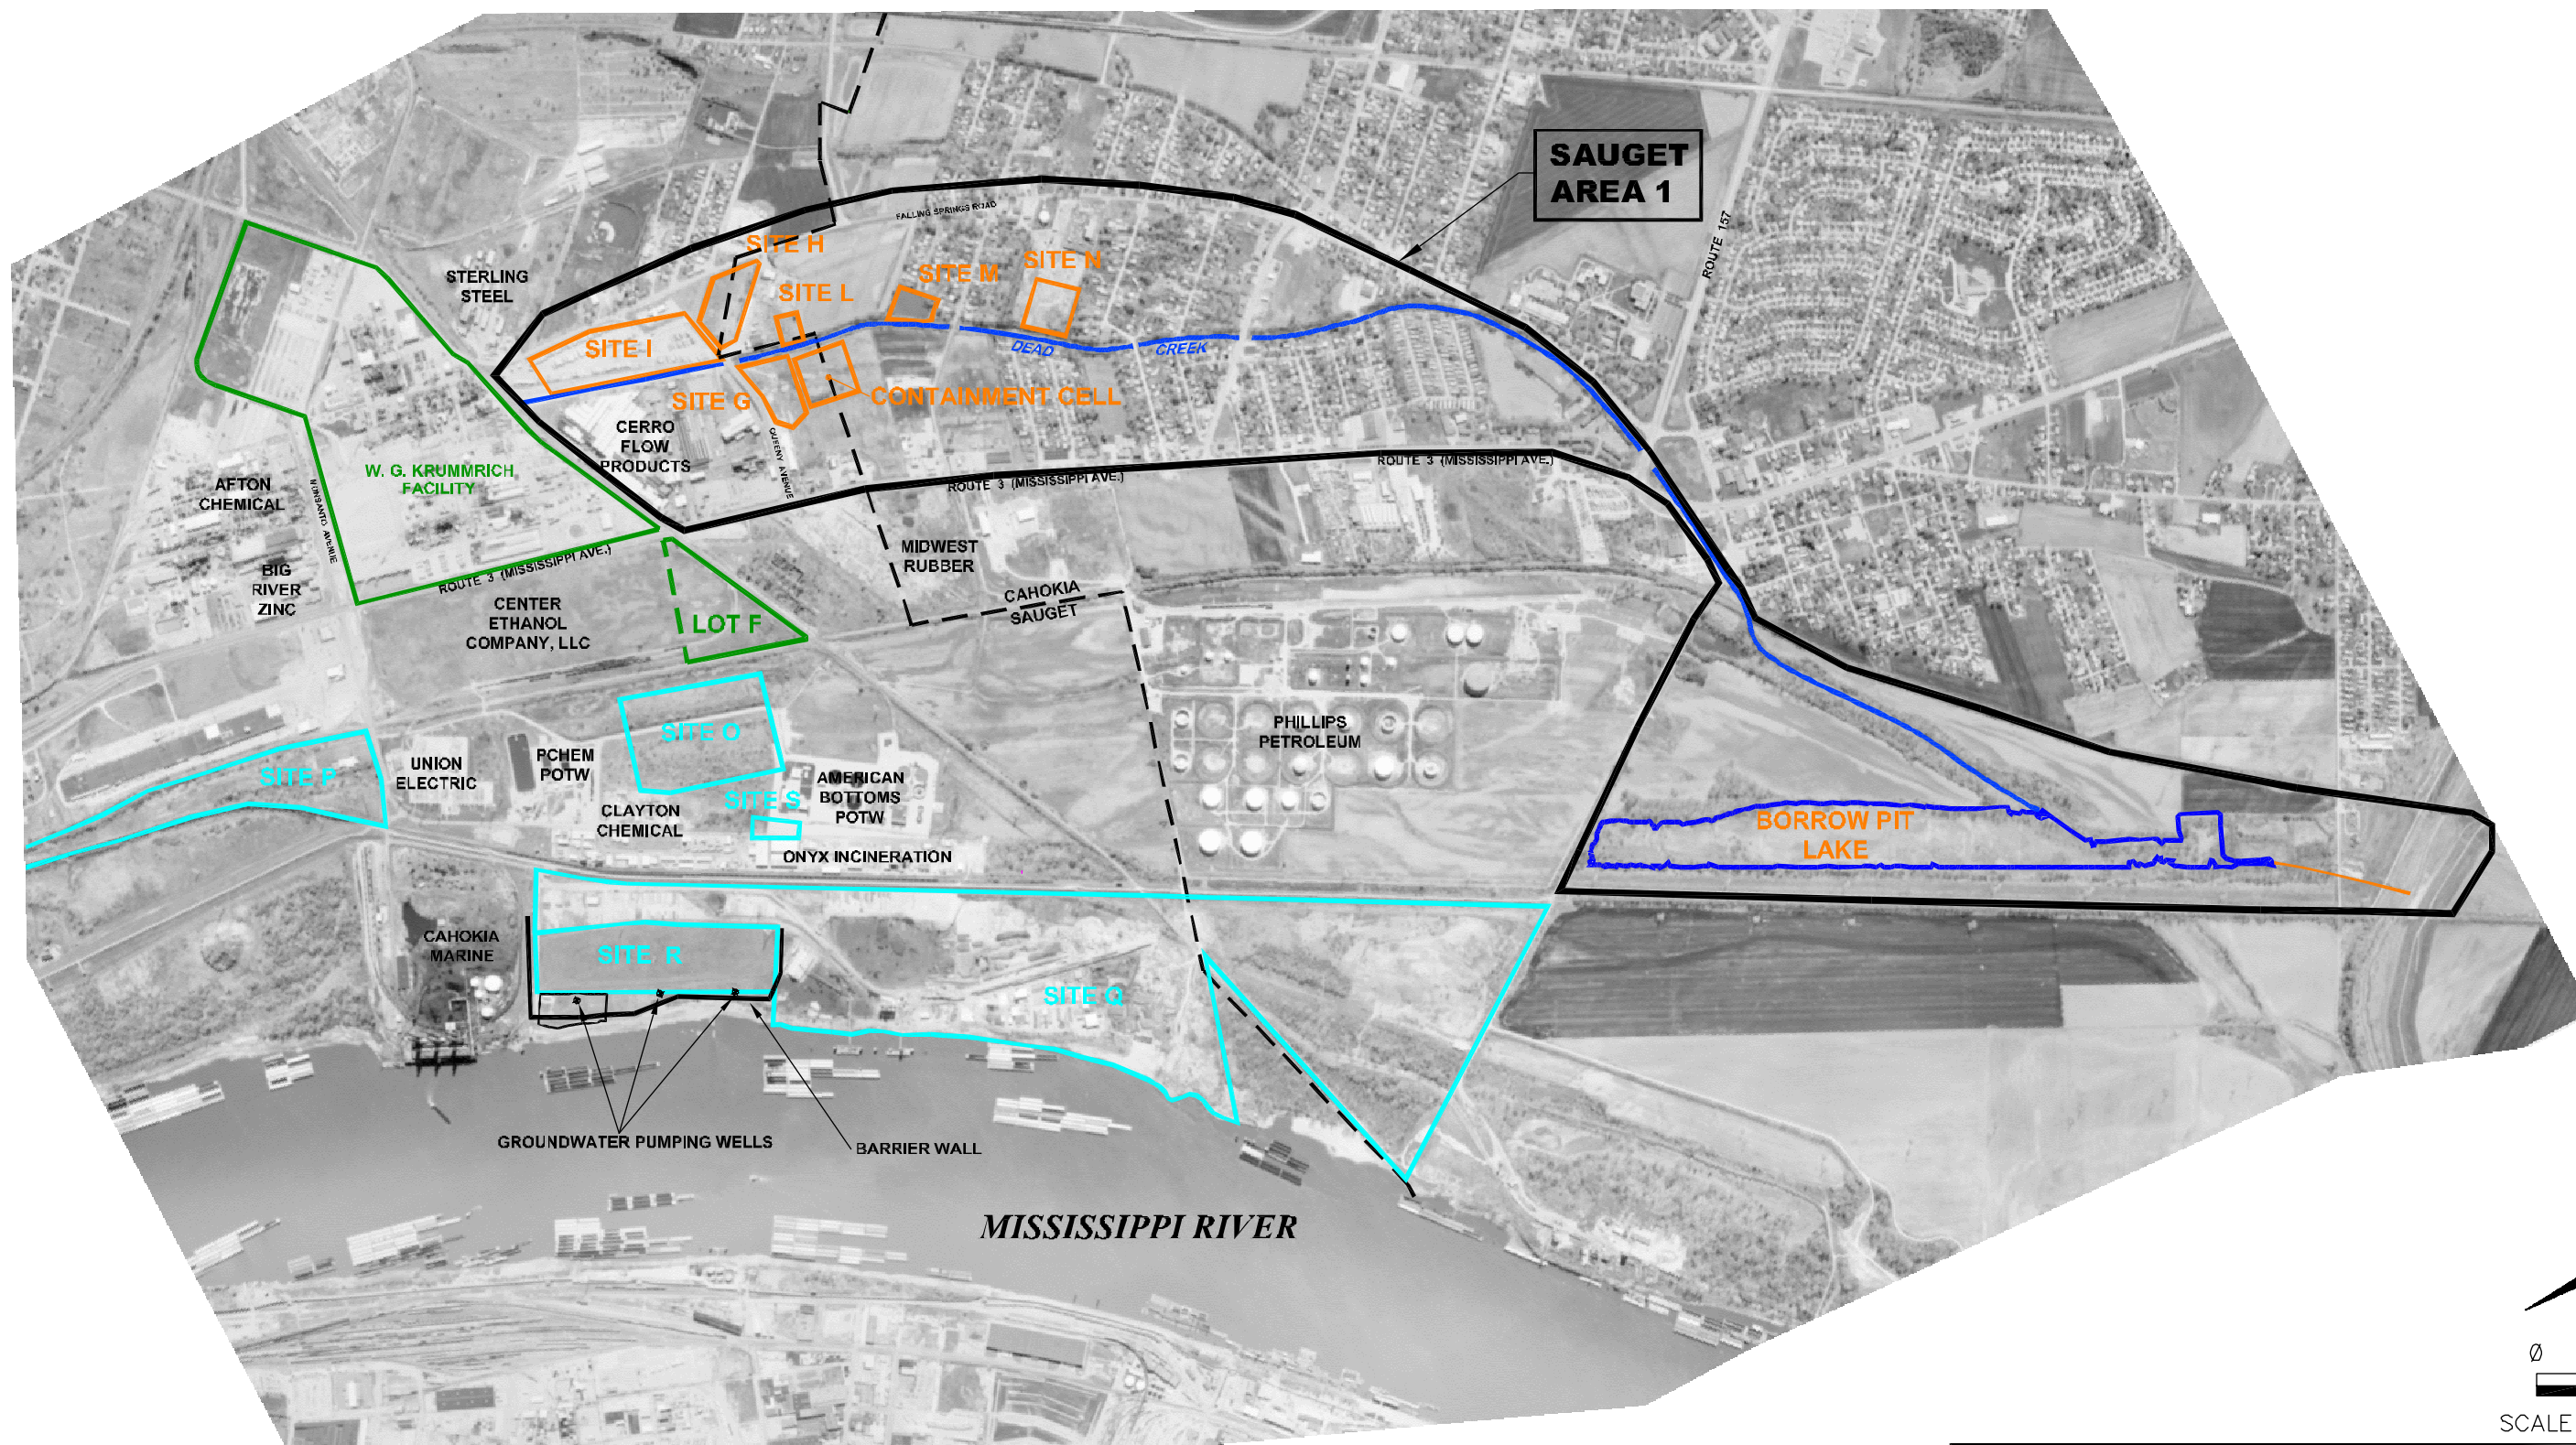 SAUGET
AREA 1
FALLING SPRINGS ROAD
ROUTE 157
SITE H
SITE N
SITE M
STERLING
STEEL
SITE L
SITE I
DEAD
CREEK
SITE G
CONTAINMENT CELL
CERRO
FLOW
PRODUCTS
QUEENY AVENUE
ROUTE 3 (MISSISSIPPI AVE.)
ROUTE 3 (MISSISSIPPI AVE.)
W. G. KRUMMRICH
FACILITY
AFTON
CHEMICAL
MONSANTO AVENUE
MIDWEST
RUBBER
BIG
RIVER
ZINC
ROUTE 3 (MISSISSIPPI AVE.)
CENTER
ETHANOL
COMPANY, LLC
CAHOKIA
SAUGET
LOT F
SITE O
PHILLIPS
PETROLEUM
SITE P
UNION
ELECTRIC
PCHEM
POTW
AMERICAN
BOTTOMS
POTW
SITE S
CLAYTON
CHEMICAL
BORROW PIT
LAKE
ONYX INCINERATION
CAHOKIA
MARINE
SITE R
SITE Q
GROUNDWATER PUMPING WELLS
BARRIER WALL
MISSISSIPPI RIVER
Ø
SCALE